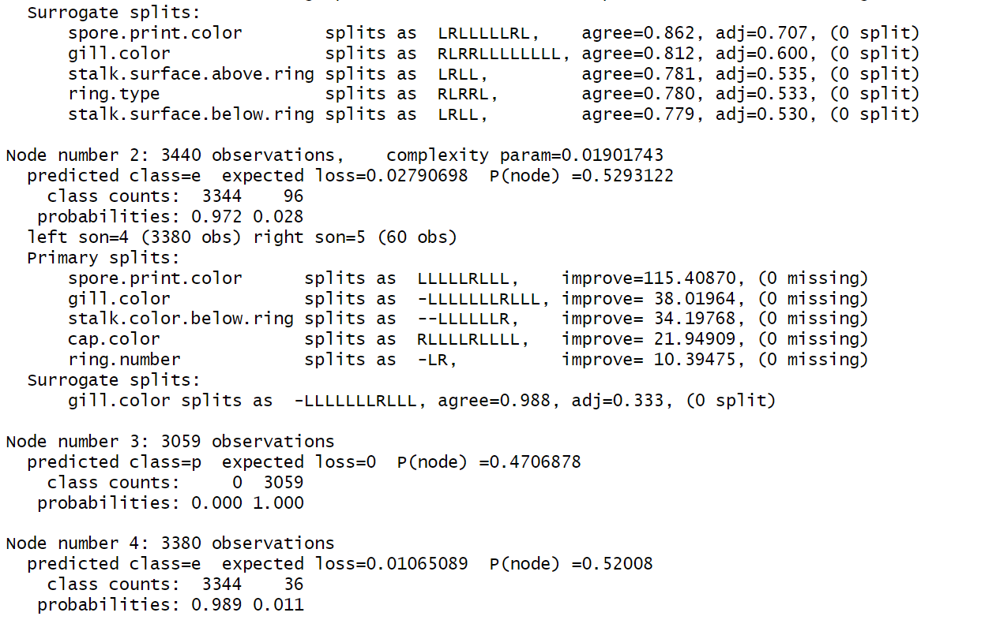 Surrogate splits:
spore.print.color splits as LRLLLLLRL, agree=0.862, adj=0.707, (0 split)
gill.color splits as RLRRLLLLLLLL, agree=0.812, adj=0.600, (0 split)
stalk.surface.above.ring splits as LRLL, agree=0.781, adj=0.535, (0 split)
ring.type splits as RLRRL, agree=0.780, adj=0.533, (0 split)
stalk.surface.below.ring splits as LRLL, agree=0.779, adj=0.530, (0 split)
Node number 2: 3440 observations, complexity param=0.01901743
predicted class=e expected loss=0.02790698 P(node) =0.5293122
class counts: 3344 96
probabilities: 0.972 0.028
left son=4 (3380 obs) right son=5 (60 obs)
Primary splits:
spore.print.color splits as LLLLLRLLL, improve=115.40870, (0 missing)
gill.color splits as -LLLLLLLRLLL, improve= 38.01964, (0 missing)
stalk.color.below.ring splits as --LLLLLLR, improve= 34.19768, (0 missing)
cap.color splits as RLLLLRLLLL, improve= 21.94909, (0 missing)
ring.number splits as -LR, improve= 10.39475, (0 missing)
Surrogate splits:
gill.color splits as -LLLLLLLRLLL, agree=0.988, adj=0.333, (0 split)
Node number 3: 3059 observations
predicted class=p expected loss=0 P(node) =0.4706878
class counts: 0 3059
probabilities: 0.000 1.000
Node number 4: 3380 observations
predicted class=e expected loss=0.01065089 P(node) =0.52008
class counts: 3344 36
probabilities: 0.989 0.011